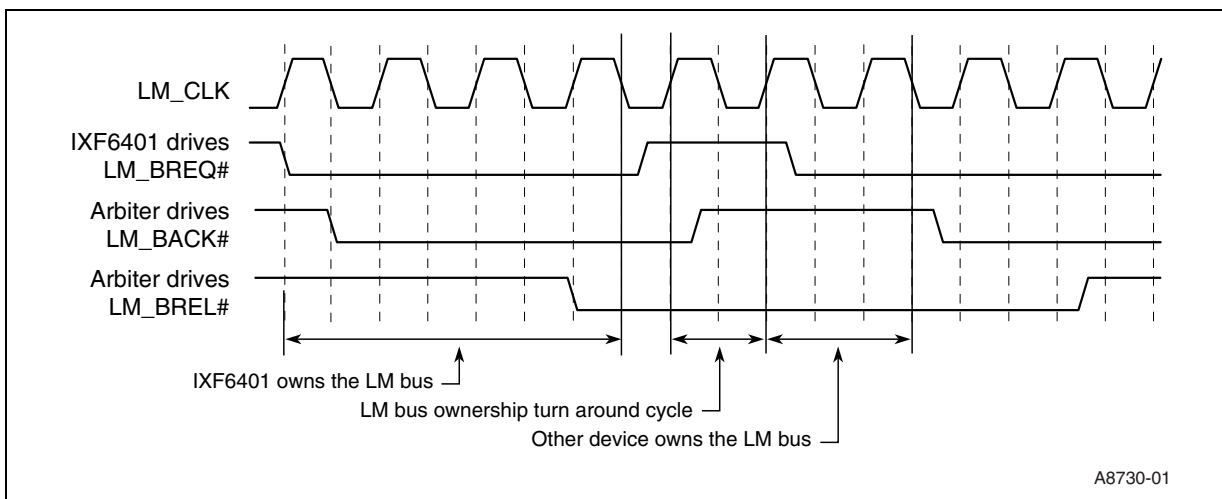 LM_CLK
IXF6401 drives
LM_BREQ#
Arbiter drives
LM_BACK#
Arbiter drives
LM_BREL#
IXF6401 owns the LM bus
LM bus ownership turn around cycle
Other device owns the LM bus
A8730-01